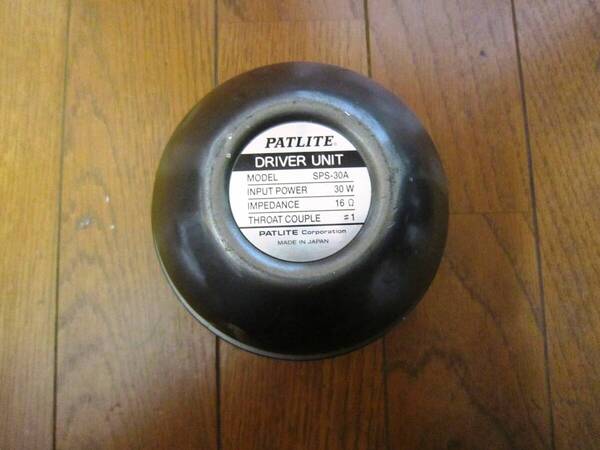 PATLITE
DRIVER UNIT
MODEL SPS-30A
INPUT POWER 30 W
IMPEDANCE 16 Ω
THROAT COUPLE #1
PATLITE Corporation
MADE IN JAPAN